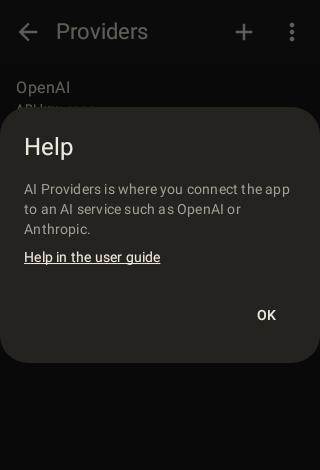 Providers
OpenAI
Help
AI Providers is where you connect the app
to an AI service such as OpenAI or
Anthropic.
Help in the user guide
OK